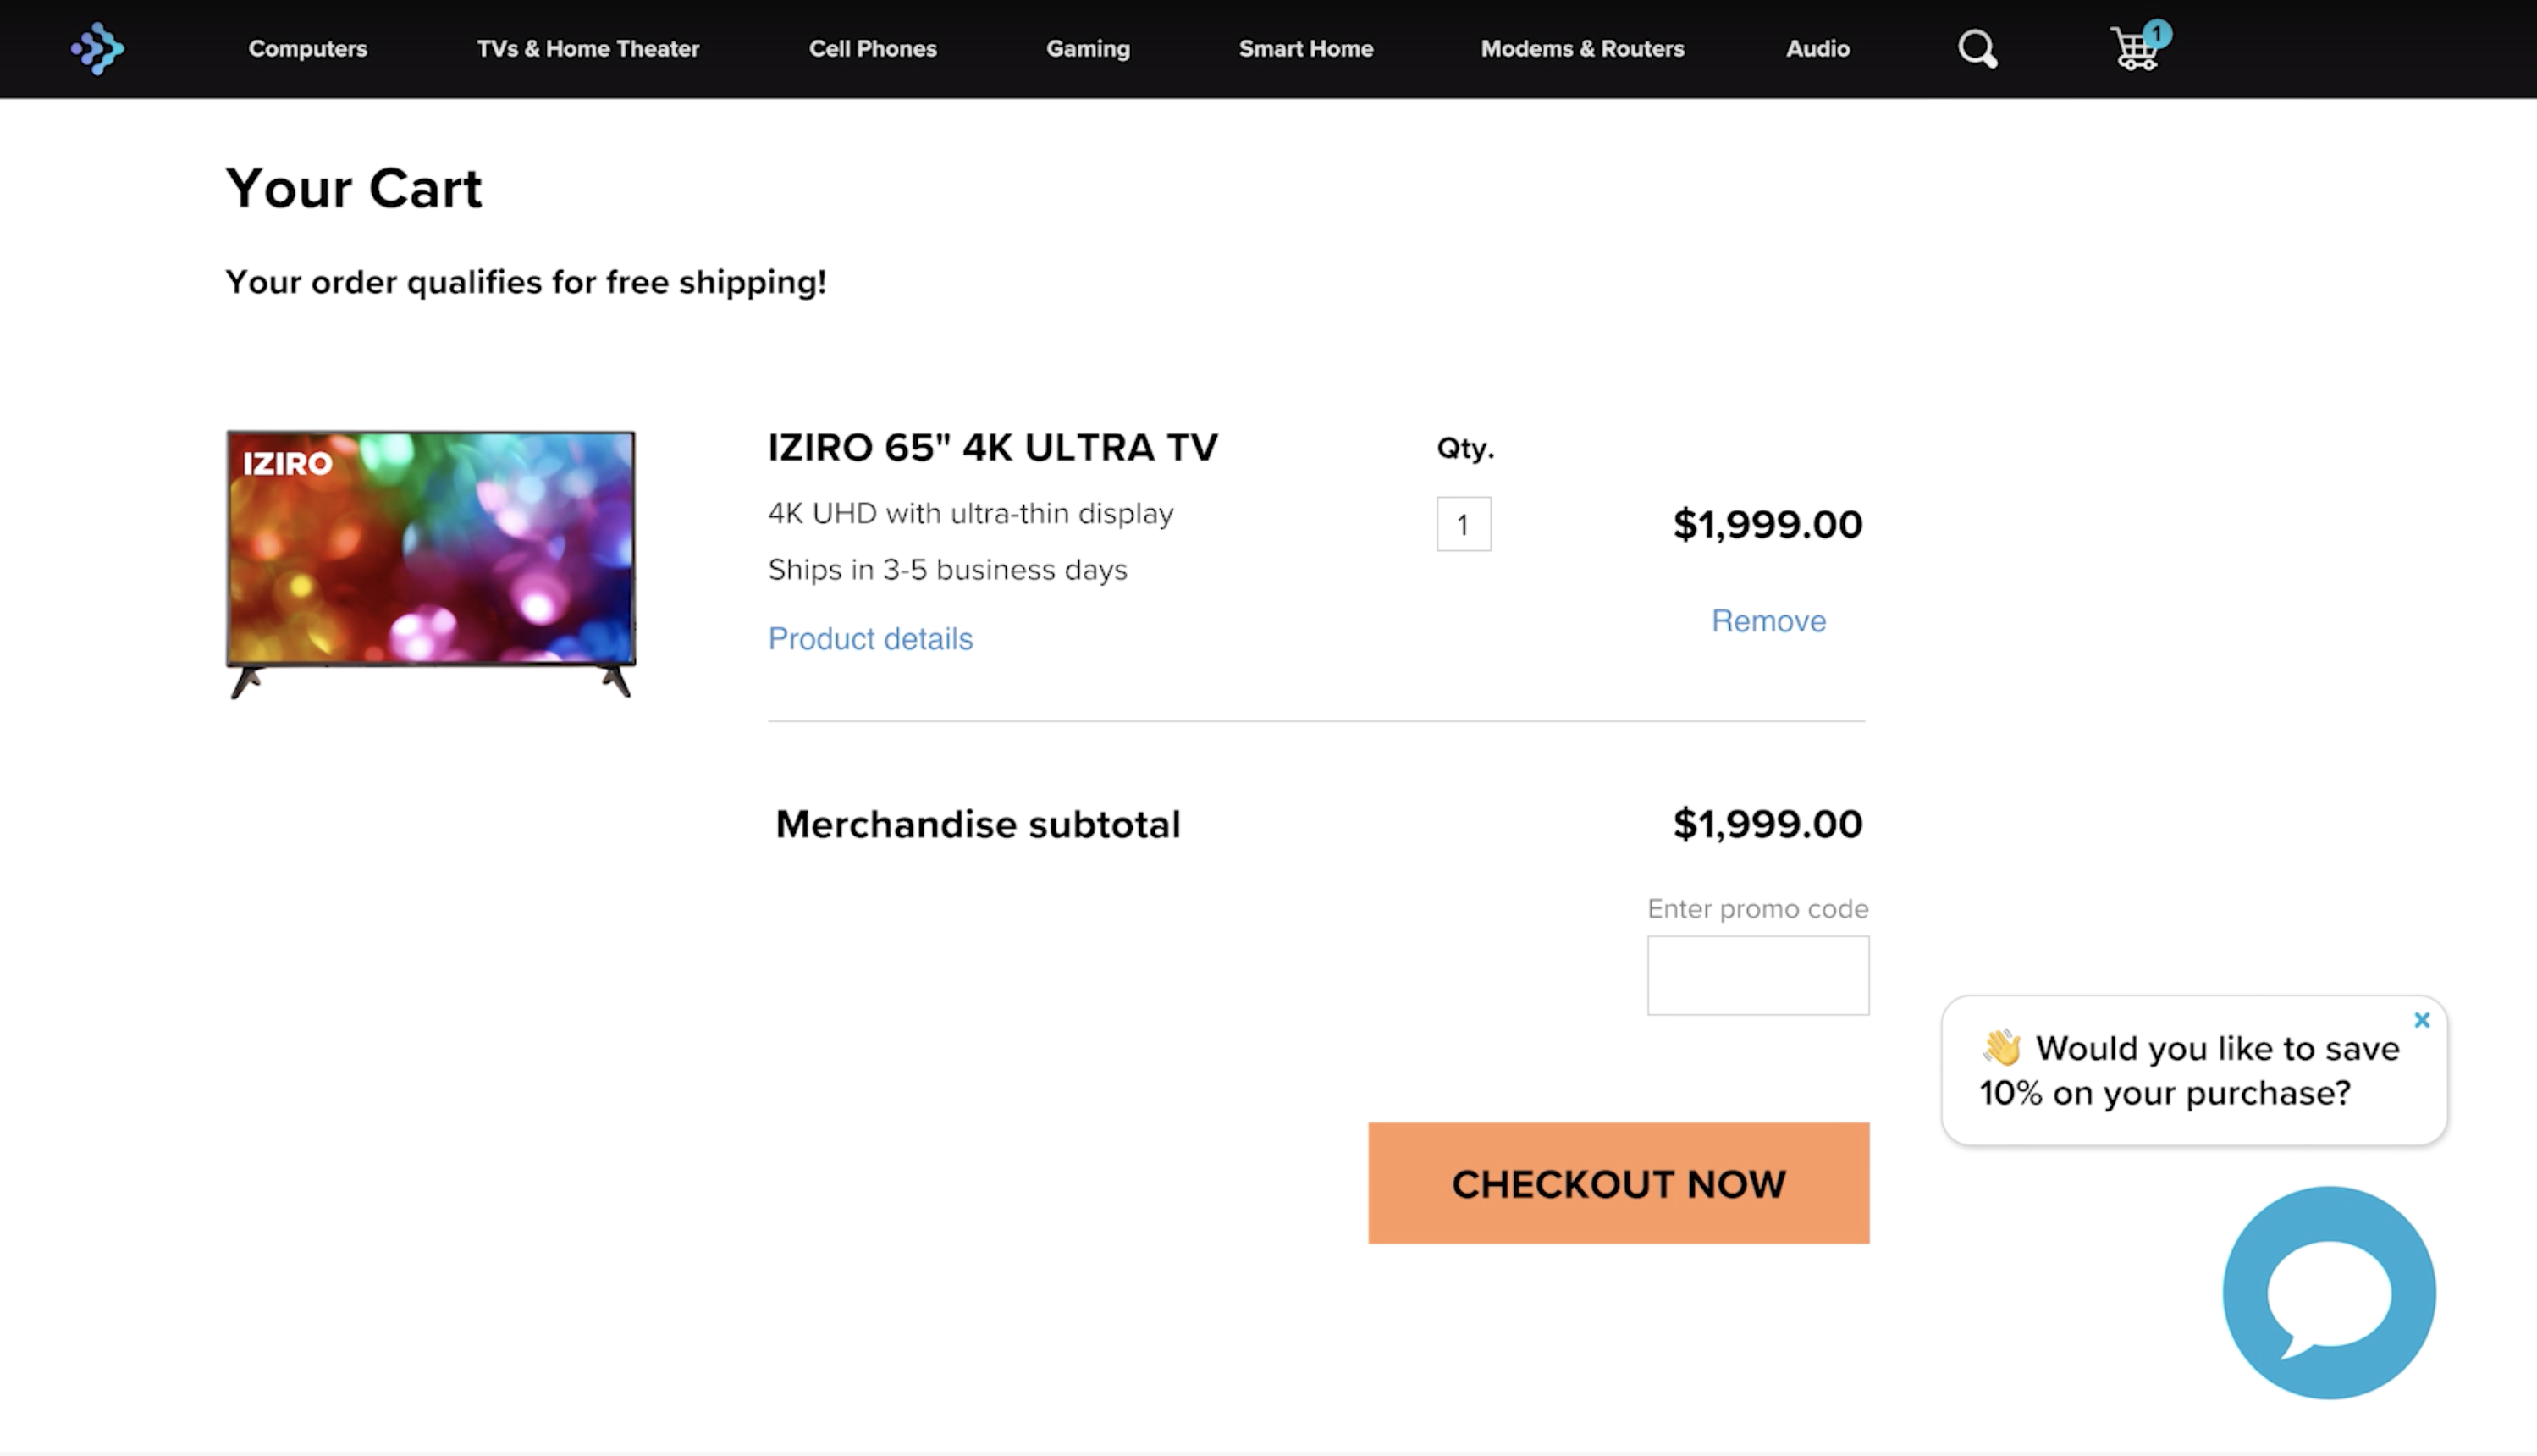 Computers TVs & Home Theater Cell Phones Gaming Smart Home Modems & Routers Audio 1
Your Cart
Your order qualifies for free shipping!
IZIRO
IZIRO 65" 4K ULTRA TV
4K UHD with ultra-thin display
Ships in 3-5 business days
Product details
Qty.
1
$1,999.00
Remove
Merchandise subtotal $1,999.00
Enter promo code
CHECKOUT NOW
👋 Would you like to save
10% on your purchase?